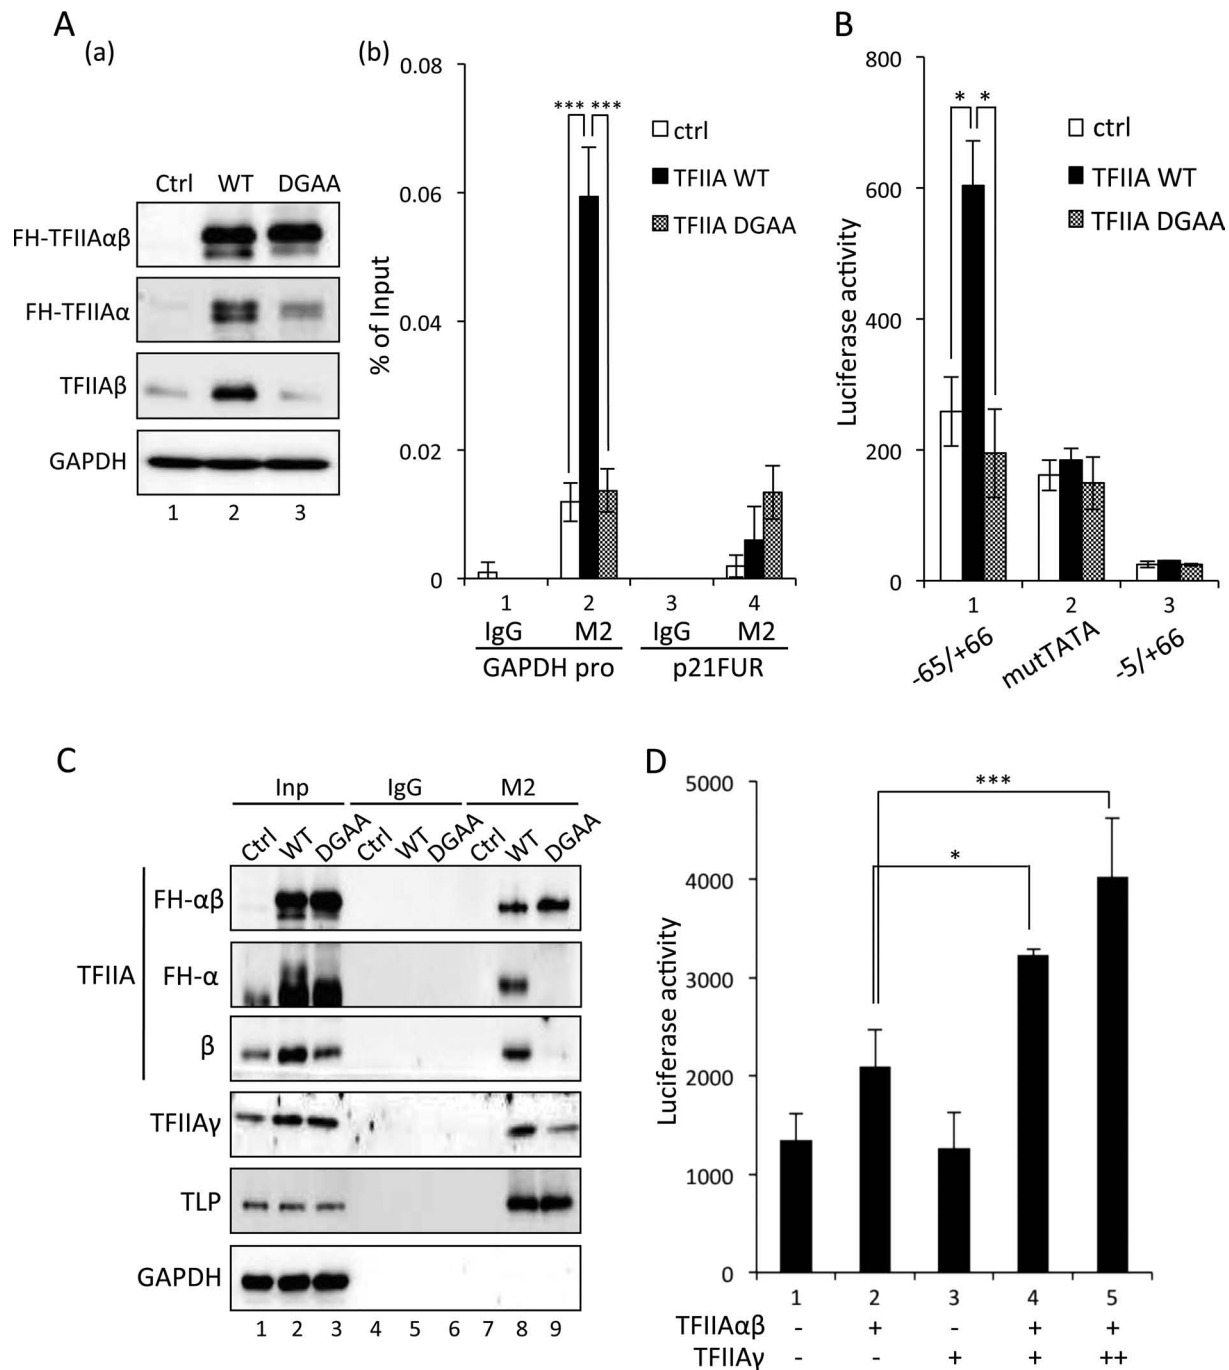 A
(a)
Ctrl WT DGAA
FH-TFIIAαβ
FH-TFIIAα
TFIIAβ
GAPDH
1 2 3
(b)
% of Input
0.08
0.06
0.04
0.02
0
*** ***
ctrl
TFIIA WT
TFIIA DGAA
1 2 3 4
IgG M2 IgG M2
GAPDH pro p21FUR
B
Luciferase activity
800
600
400
200
0
* *
ctrl
TFIIA WT
TFIIA DGAA
1 2 3
-65/+66 mutTATA -5/+66
C
Inp IgG M2
Ctrl WT DGAA Ctrl WT DGAA Ctrl WT DGAA
TFIIA
FH-αβ
FH-α
β
TFIIAγ
TLP
GAPDH
1 2 3 4 5 6 7 8 9
D
Luciferase activity
5000
4000
3000
2000
1000
0
***
*
1 2 3 4 5
TFIIAαβ - + - + +
TFIIAγ - - + + ++